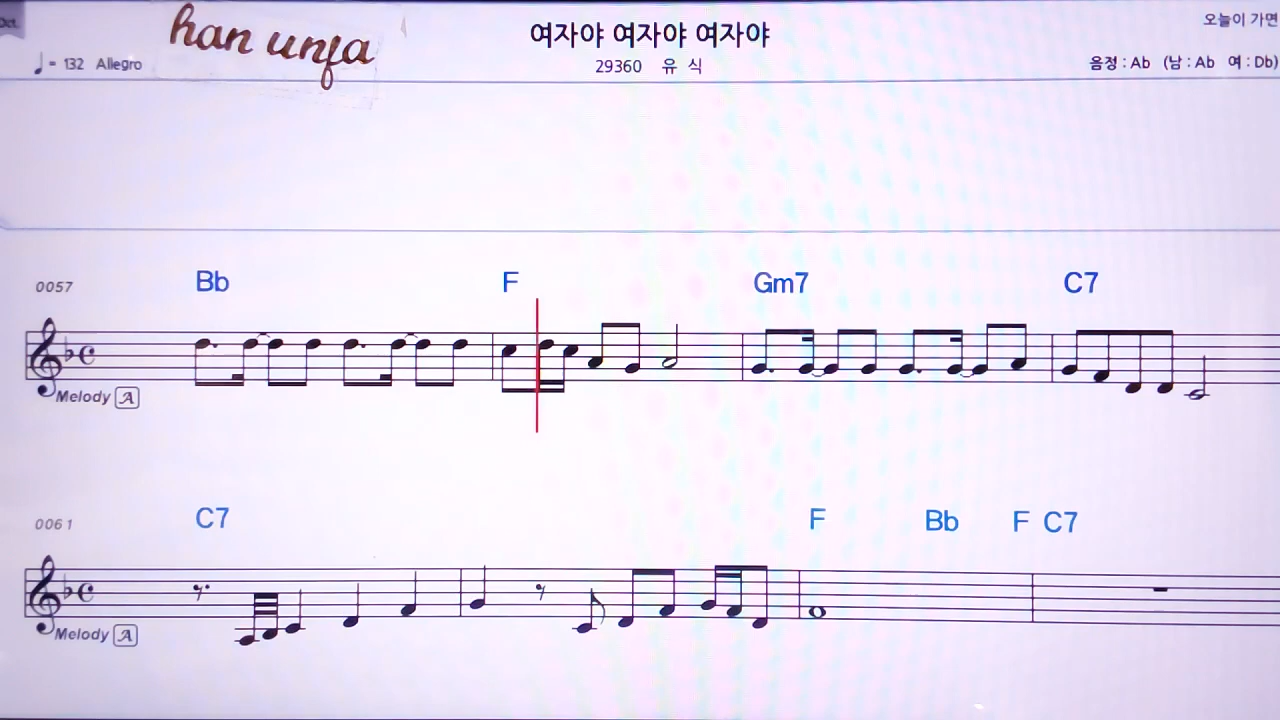 Oct.
han unja
여자야 여자야 여자야
오늘이 가면
♩= 132 Allegro
29360 유 식
음정 : Ab (남 : Ab 여 : Db)
Bb F Gm7 C7
0057
Melody A
C7 F Bb F C7
0061
Melody A